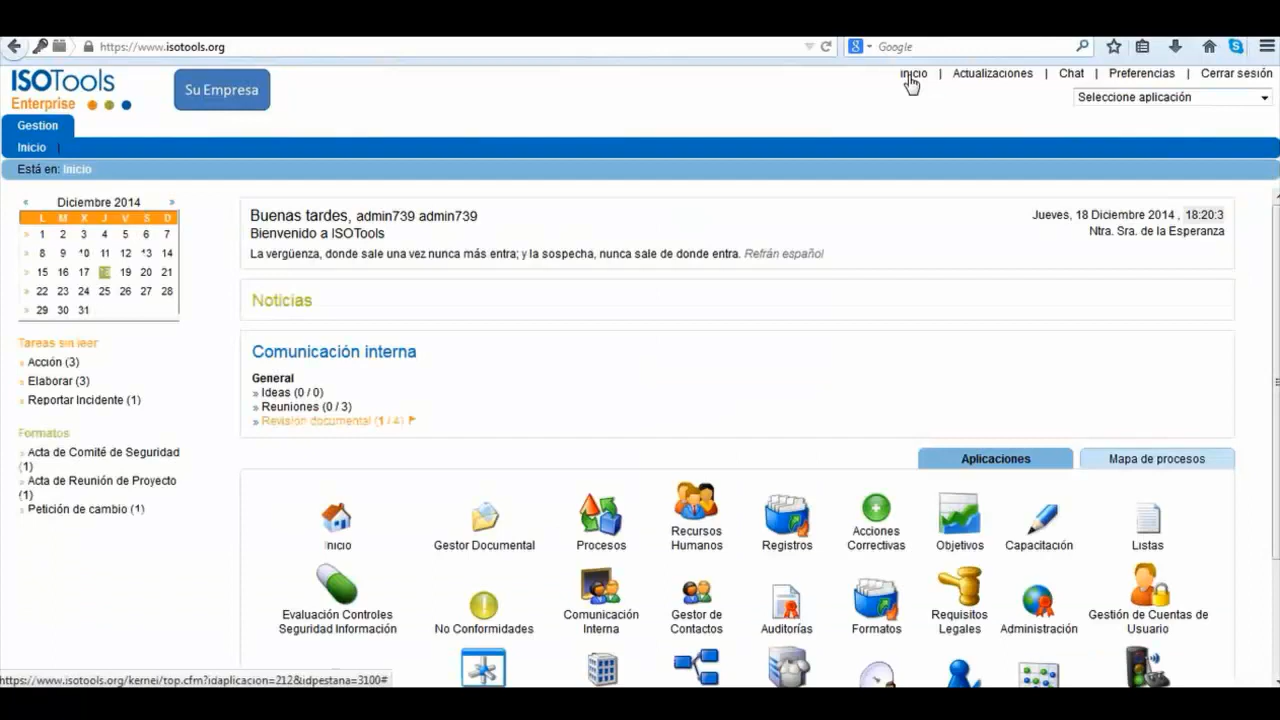 https://www.isotools.org
Google
ISOTools
Enterprise
Su Empresa
Inicio | Actualizaciones | Chat | Preferencias | Cerrar sesión
Seleccione aplicación
Gestion
Inicio |
Está en: Inicio
« Diciembre 2014 »
L M X J V S D
» 1 2 3 4 5 6 7
» 8 9 10 11 12 13 14
» 15 16 17 18 19 20 21
» 22 23 24 25 26 27 28
» 29 30 31
Tareas sin leer
Acción (3)
Elaborar (3)
Reportar Incidente (1)
Formatos
Acta de Comité de Seguridad
(1)
Acta de Reunión de Proyecto
(1)
Petición de cambio (1)
Buenas tardes, admin739 admin739
Bienvenido a ISOTools
La vergüenza, donde sale una vez nunca más entra; y la sospecha, nunca sale de donde entra. Refrán español
Jueves, 18 Diciembre 2014 , 18:20:3
Ntra. Sra. de la Esperanza
Noticias
Comunicación interna
General
» Ideas (0 / 0)
» Reuniones (0 / 3)
» Revisión documental (1 / 4)
Aplicaciones
Mapa de procesos
Inicio
Gestor Documental
Procesos
Recursos
Humanos
Registros
Acciones
Correctivas
Objetivos
Capacitación
Listas
Evaluación Controles
Seguridad Información
No Conformidades
Comunicación
Interna
Gestor de
Contactos
Auditorías
Formatos
Requisitos
Legales
Administración
Gestión de Cuentas de
Usuario
https://www.isotools.org/kernel/top.cfm?idaplicacion=212&idpestana=3100#